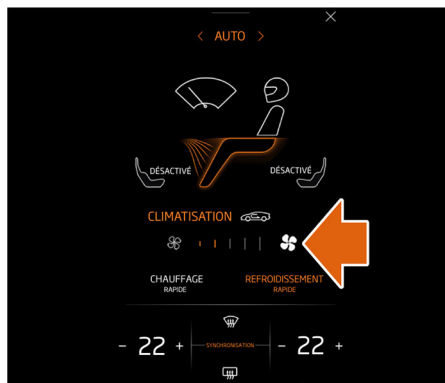 < AUTO >
DÉSACTIVÉ
DÉSACTIVÉ
CLIMATISATION
CHAUFFAGE
RAPIDE
REFROIDISSEMENT
RAPIDE
- 22 +
SYNCHRONISATION
- 22 +